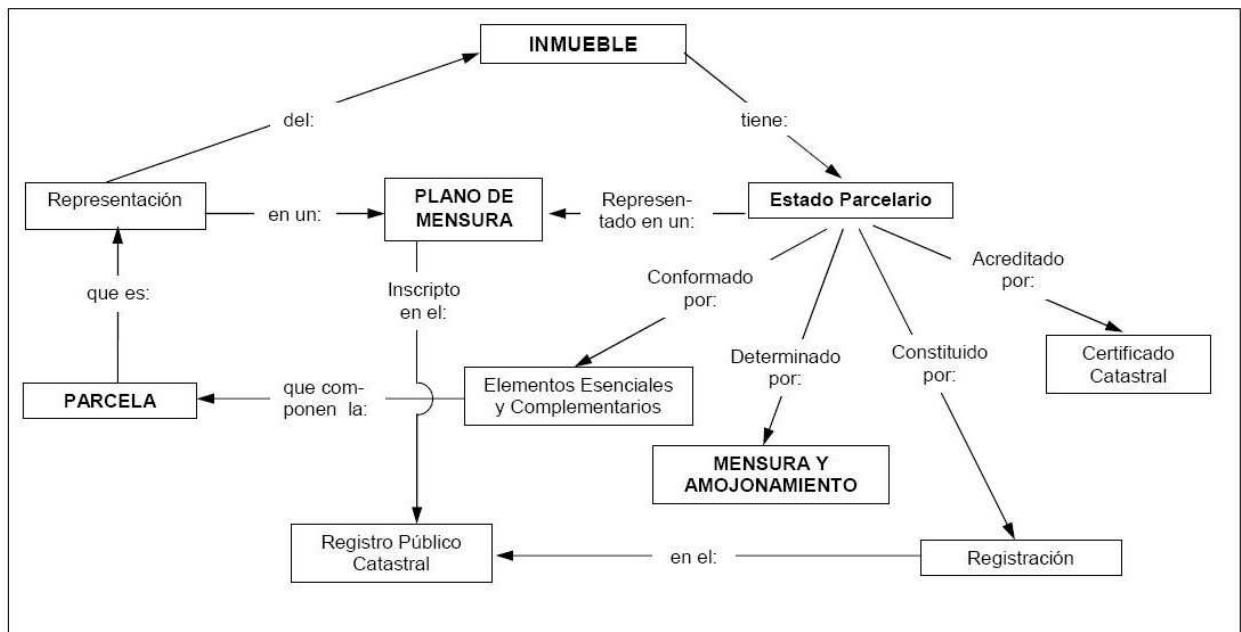 INMUEBLE
del:
tiene:
Representación
en un:
PLANO DE
MENSURA
Represen-
tado en un:
Estado Parcelario
que es:
Inscripto
en el:
Conformado
por:
Acreditado
por:
Determinado
por:
Constituido
por:
Certificado
Catastral
PARCELA
que com-
ponen la:
Elementos Esenciales
y Complementarios
MENSURA Y
AMOJONAMIENTO
Registro Público
Catastral
en el:
Registración